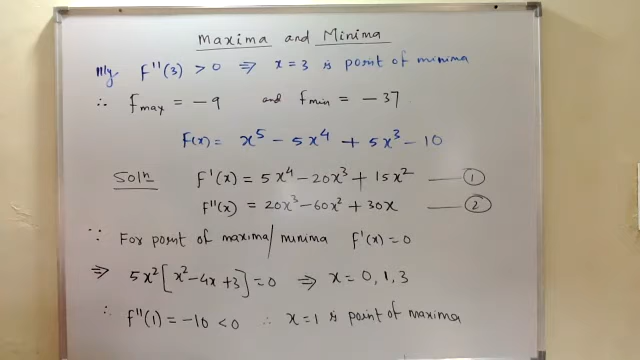 Maxima and Minima
|||ly f''(3) > 0 ⇒ x = 3 is point of minima
∴ fmax = -9 and fmin = -37
F(x) = x⁵ - 5x⁴ + 5x³ - 10
Soln f'(x) = 5x⁴ - 20x³ + 15x² —— ①
f''(x) = 20x³ - 60x² + 30x —— ②
∵ For point of maxima/minima f'(x) = 0
⇒ 5x²[x² - 4x + 3] = 0 ⇒ x = 0, 1, 3
∴ f''(1) = -10 < 0 ∴ x = 1 is point of maxima